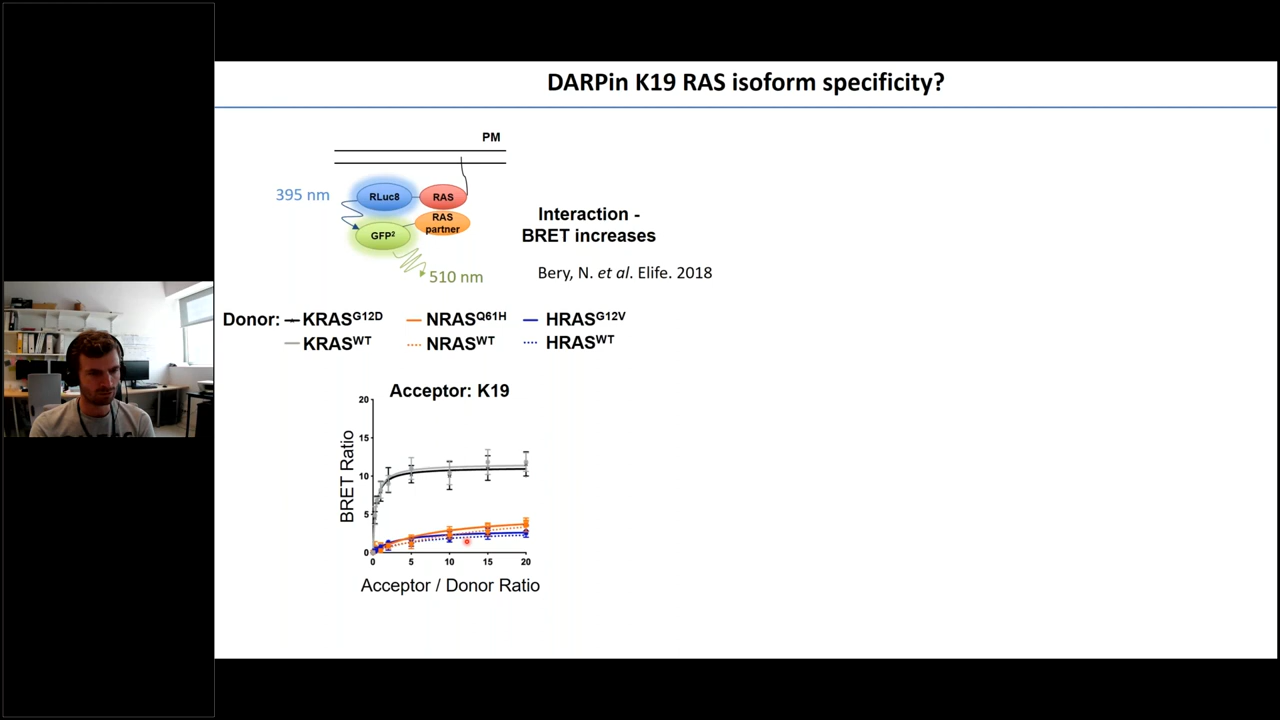 DARPin K19 RAS isoform specificity?
PM
395 nm
RLuc8
RAS
RAS
partner
GFP²
510 nm
Interaction -
BRET increases
Bery, N. et al. Elife. 2018
Donor: KRASG12D NRASQ61H HRASG12V
KRASWT NRASWT HRASWT
Acceptor: K19
20
15
10
5
0
BRET Ratio
0 5 10 15 20
Acceptor / Donor Ratio